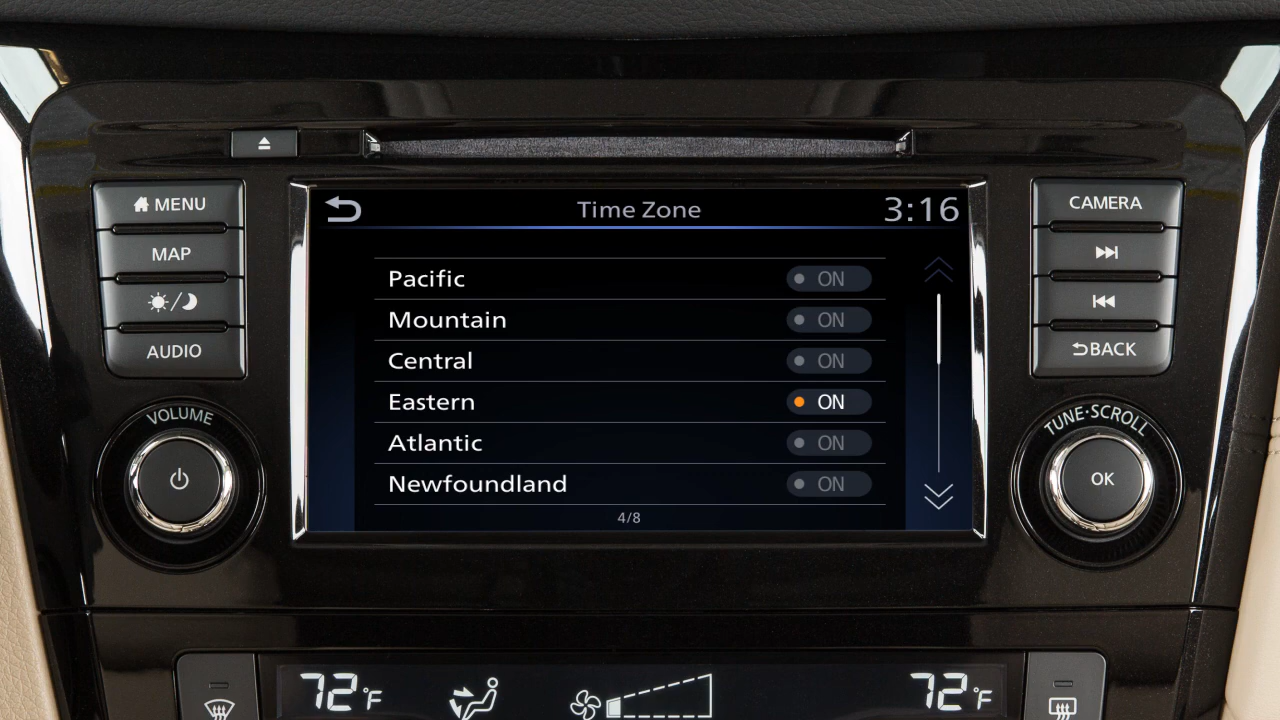 MENU
MAP
AUDIO
VOLUME
Time Zone 3:16
Pacific ON
Mountain ON
Central ON
Eastern ON
Atlantic ON
Newfoundland ON
4/8
CAMERA
BACK
TUNE·SCROLL
OK
72°F 72°F